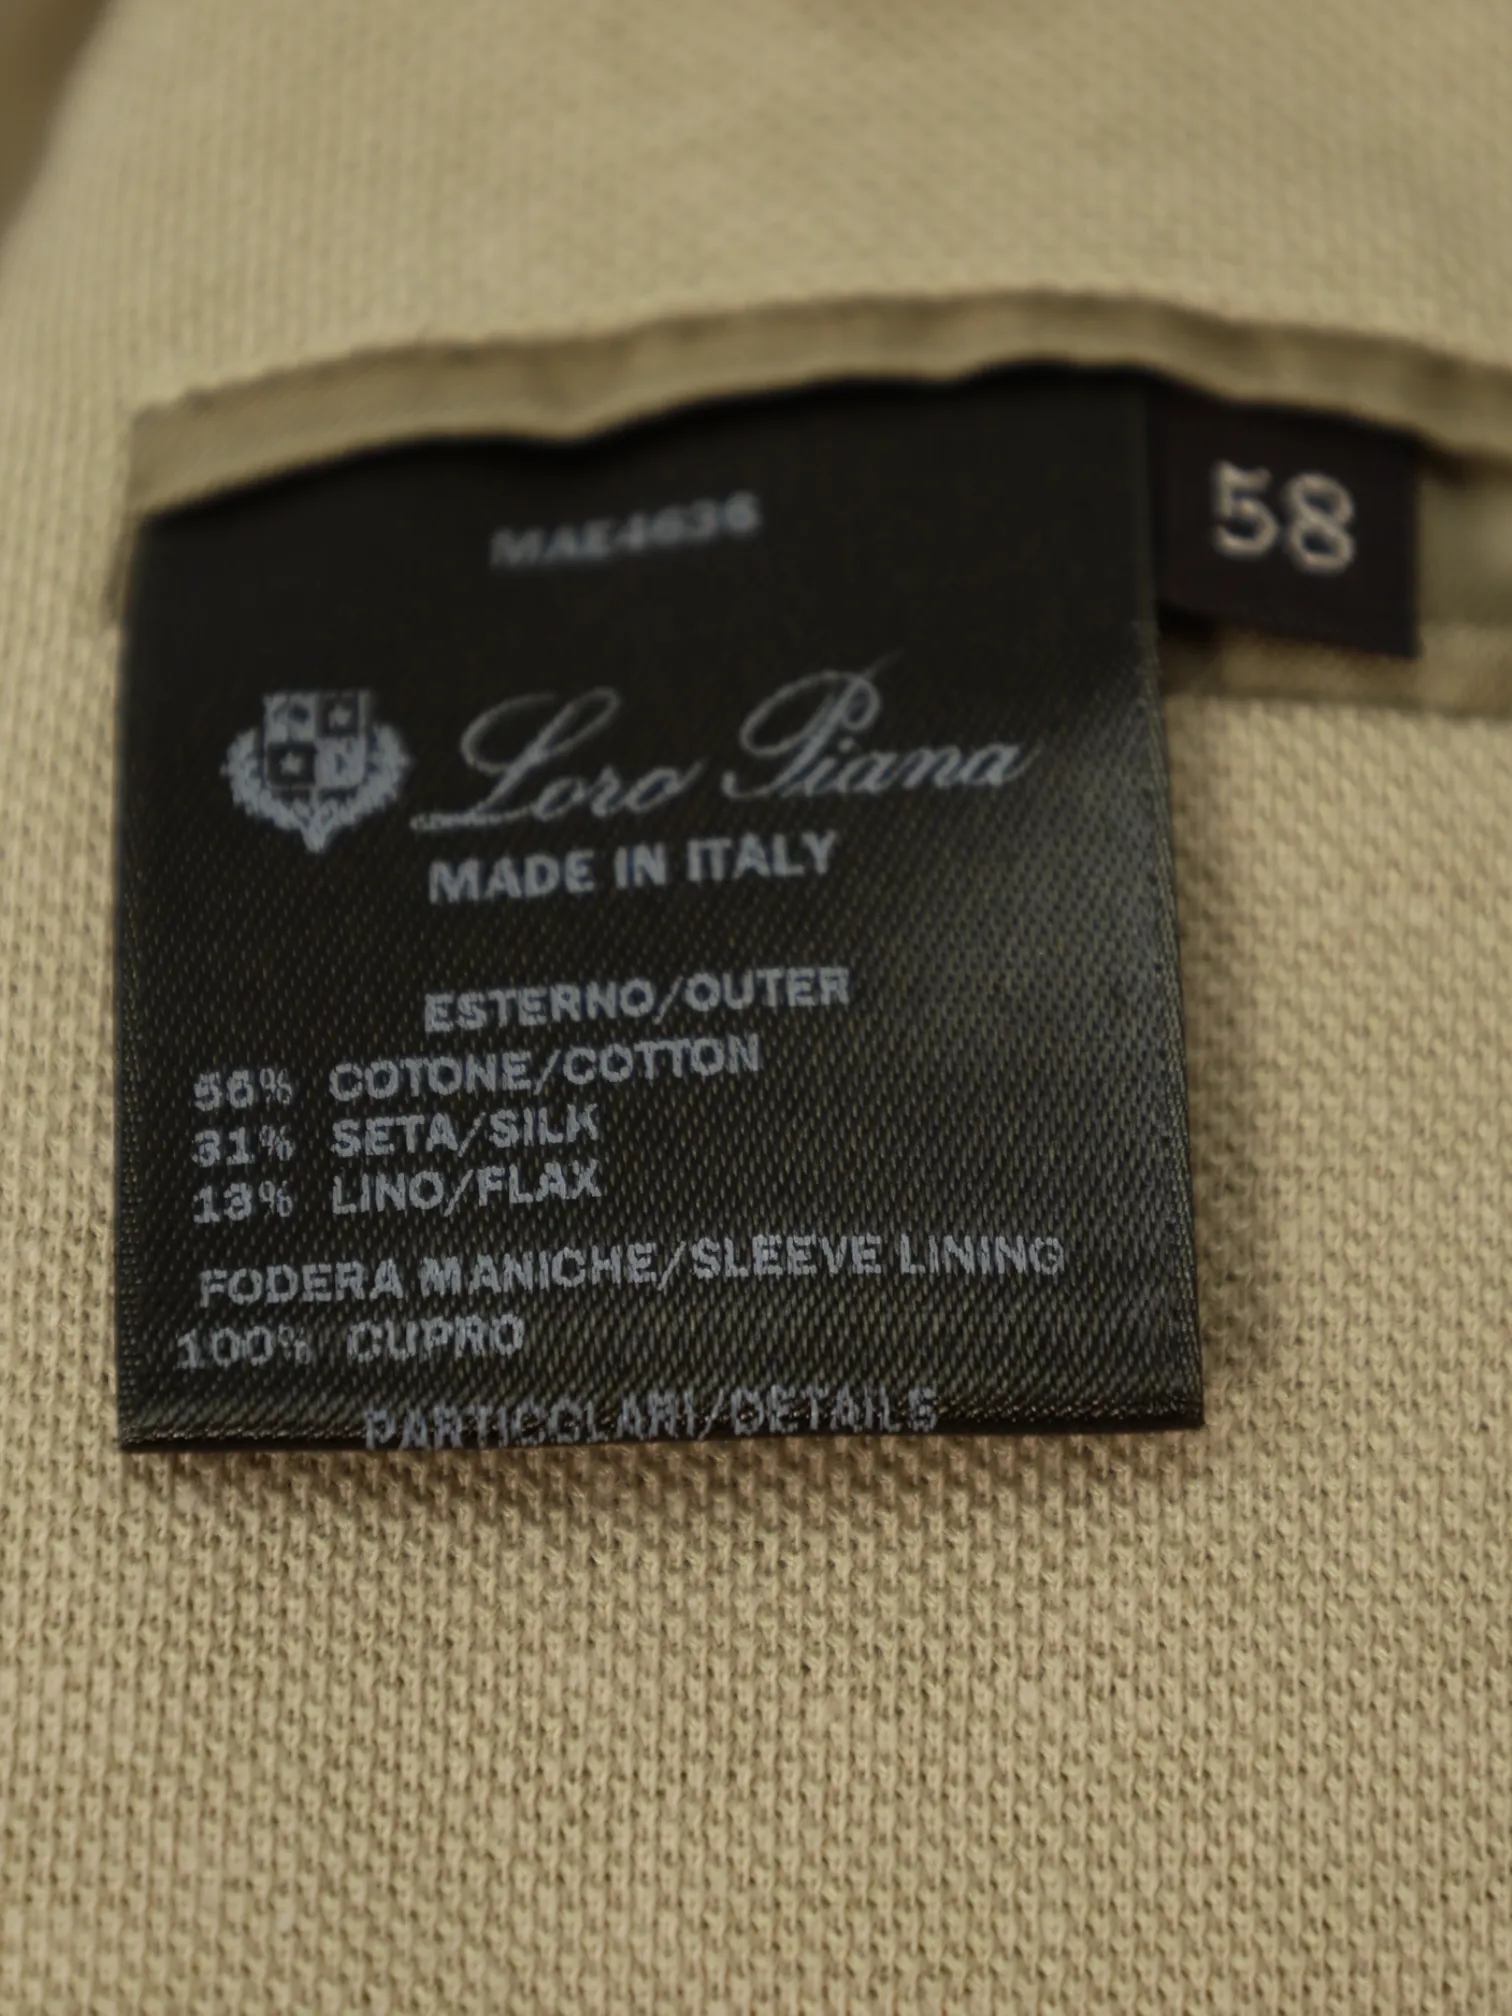 MAE4636
58
Loro Piana
MADE IN ITALY
ESTERNO/OUTER
56% COTONE/COTTON
31% SETA/SILK
13% LINO/FLAX
FODERA MANICHE/SLEEVE LINING
100% CUPRO
PARTICOLARI/DETAILS